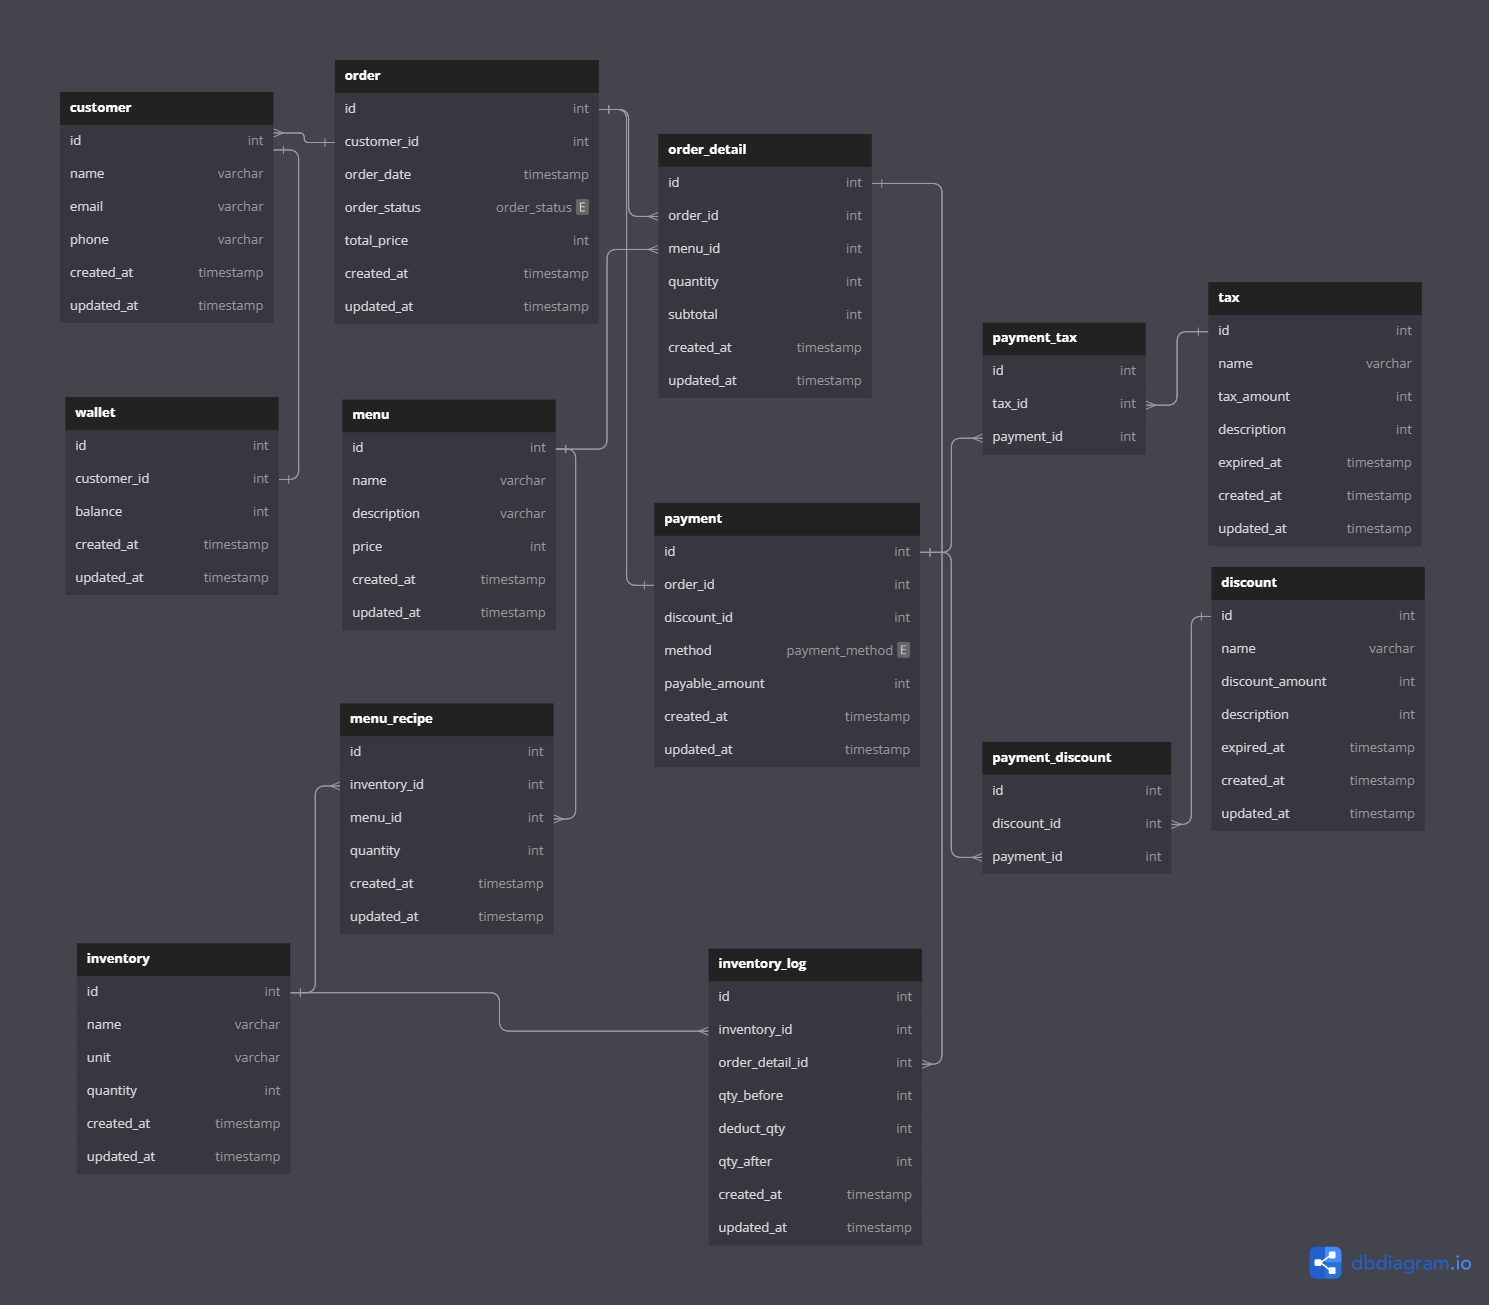 order
id int
customer_id int
order_date timestamp
order_status order_status E
total_price int
created_at timestamp
updated_at timestamp
customer
id int
name varchar
email varchar
phone varchar
created_at timestamp
updated_at timestamp
order_detail
id int
order_id int
menu_id int
quantity int
subtotal int
created_at timestamp
updated_at timestamp
tax
id int
name varchar
tax_amount int
description int
expired_at timestamp
created_at timestamp
updated_at timestamp
payment_tax
id int
tax_id int
payment_id int
wallet
id int
customer_id int
balance int
created_at timestamp
updated_at timestamp
menu
id int
name varchar
description varchar
price int
created_at timestamp
updated_at timestamp
payment
id int
order_id int
discount_id int
method payment_method E
payable_amount int
created_at timestamp
updated_at timestamp
discount
id int
name varchar
discount_amount int
description int
expired_at timestamp
created_at timestamp
updated_at timestamp
menu_recipe
id int
inventory_id int
menu_id int
quantity int
created_at timestamp
updated_at timestamp
payment_discount
id int
discount_id int
payment_id int
inventory
id int
name varchar
unit varchar
quantity int
created_at timestamp
updated_at timestamp
inventory_log
id int
inventory_id int
order_detail_id int
qty_before int
deduct_qty int
qty_after int
created_at timestamp
updated_at timestamp
dbdiagram.io